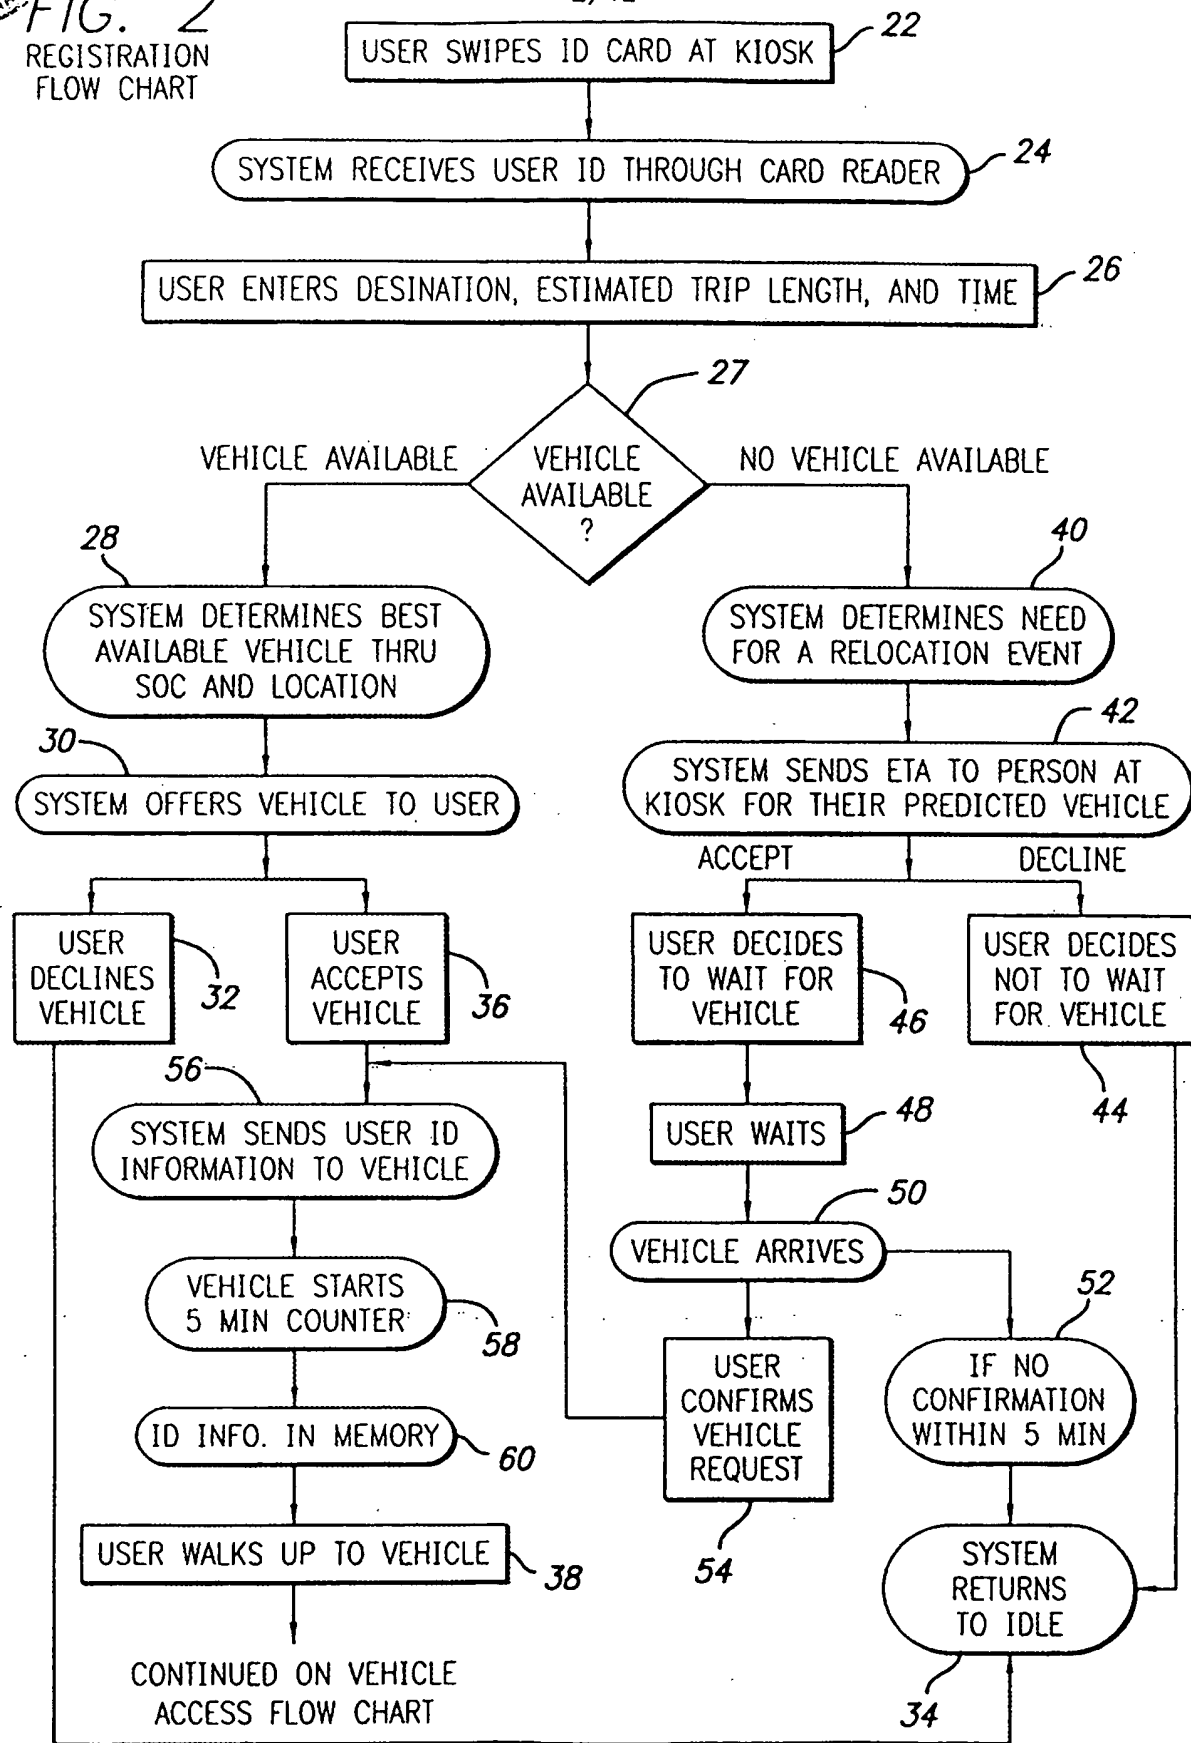 FIG. 2
REGISTRATION
FLOW CHART
22
USER SWIPES ID CARD AT KIOSK
24
SYSTEM RECEIVES USER ID THROUGH CARD READER
26
USER ENTERS DESINATION, ESTIMATED TRIP LENGTH, AND TIME
27
VEHICLE AVAILABLE
VEHICLE
AVAILABLE
?
NO VEHICLE AVAILABLE
28
SYSTEM DETERMINES BEST
AVAILABLE VEHICLE THRU
SOC AND LOCATION
40
SYSTEM DETERMINES NEED
FOR A RELOCATION EVENT
30
SYSTEM OFFERS VEHICLE TO USER
42
SYSTEM SENDS ETA TO PERSON AT
KIOSK FOR THEIR PREDICTED VEHICLE
ACCEPT
DECLINE
USER
DECLINES
VEHICLE
32
USER
ACCEPTS
VEHICLE
36
USER DECIDES
TO WAIT FOR
VEHICLE
46
USER DECIDES
NOT TO WAIT
FOR VEHICLE
44
56
SYSTEM SENDS USER ID
INFORMATION TO VEHICLE
USER WAITS
48
50
VEHICLE ARRIVES
VEHICLE STARTS
5 MIN COUNTER
58
52
IF NO
CONFIRMATION
WITHIN 5 MIN
USER
CONFIRMS
VEHICLE
REQUEST
54
ID INFO. IN MEMORY
60
USER WALKS UP TO VEHICLE
38
SYSTEM
RETURNS
TO IDLE
34
CONTINUED ON VEHICLE
ACCESS FLOW CHART